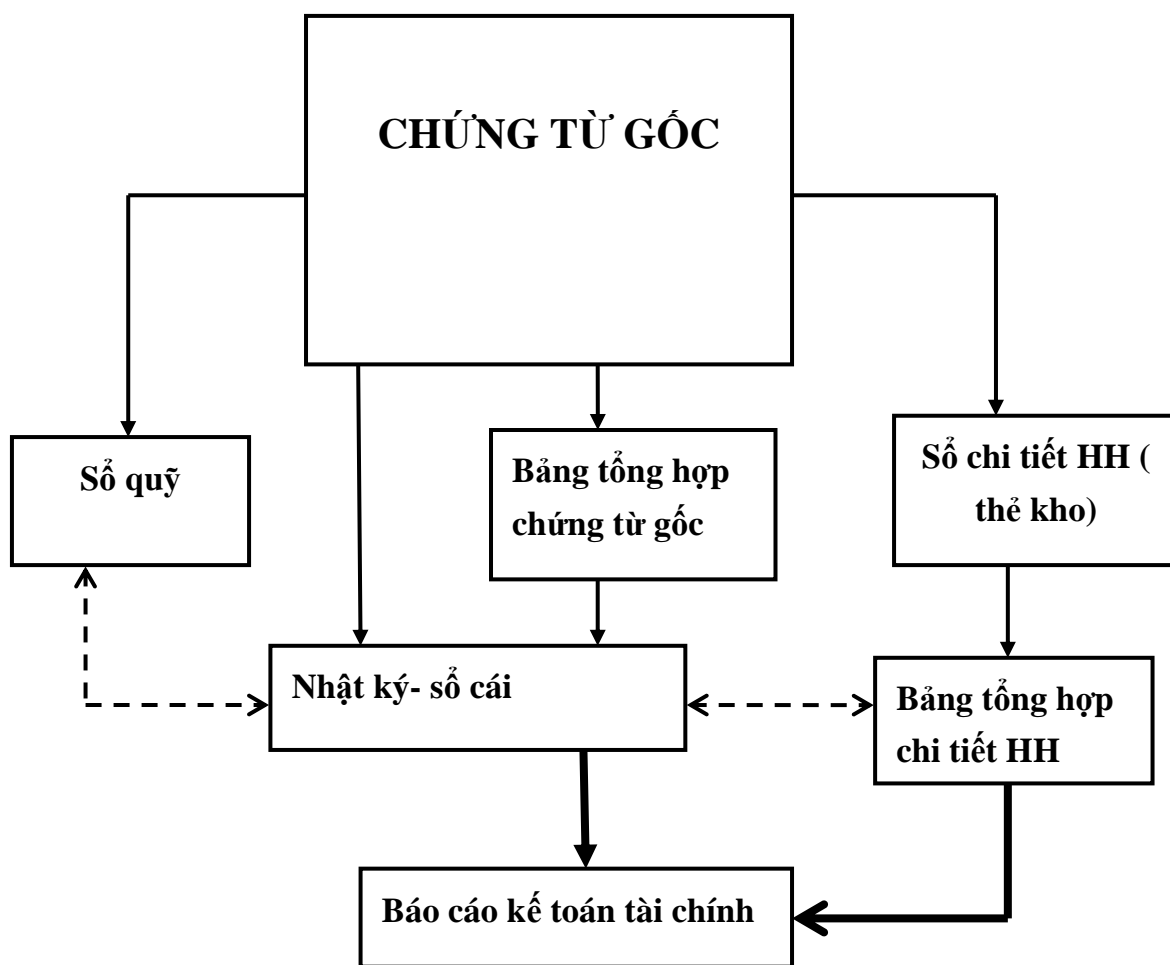 CHỨNG TỪ GỐC
Sổ quỹ
Bảng tổng hợp
chứng từ gốc
Sổ chi tiết HH (
thẻ kho)
Nhật ký- sổ cái
Bảng tổng hợp
chi tiết HH
Báo cáo kế toán tài chính